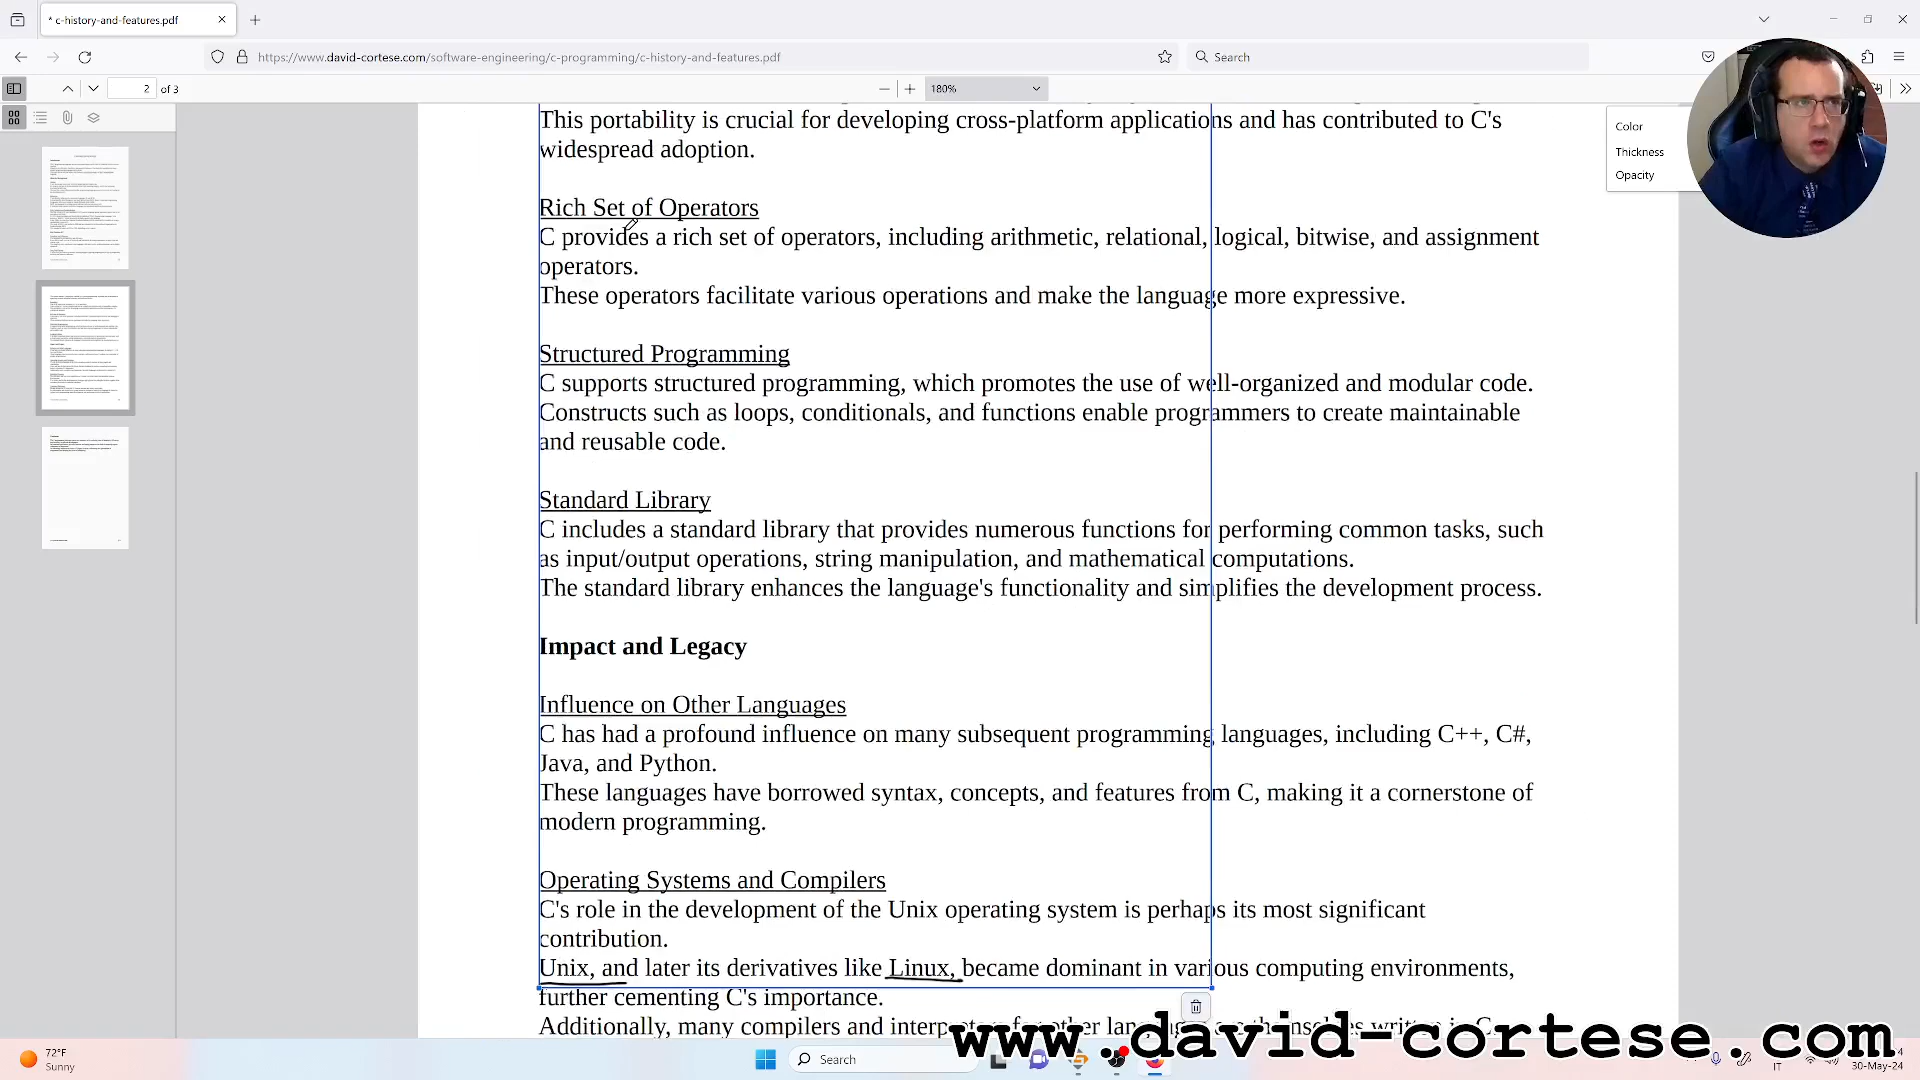 * c-history-and-features.pdf
https://www.david-cortese.com/software-engineering/c-programming/c-history-and-features.pdf
Search
2 of 3
180%
Color
Thickness
Opacity
This portability is crucial for developing cross-platform applications and has contributed to C's
widespread adoption.
Rich Set of Operators
C provides a rich set of operators, including arithmetic, relational, logical, bitwise, and assignment
operators.
These operators facilitate various operations and make the language more expressive.
Structured Programming
C supports structured programming, which promotes the use of well-organized and modular code.
Constructs such as loops, conditionals, and functions enable programmers to create maintainable
and reusable code.
Standard Library
C includes a standard library that provides numerous functions for performing common tasks, such
as input/output operations, string manipulation, and mathematical computations.
The standard library enhances the language's functionality and simplifies the development process.
Impact and Legacy
Influence on Other Languages
C has had a profound influence on many subsequent programming languages, including C++, C#,
Java, and Python.
These languages have borrowed syntax, concepts, and features from C, making it a cornerstone of
modern programming.
Operating Systems and Compilers
C's role in the development of the Unix operating system is perhaps its most significant
contribution.
Unix, and later its derivatives like Linux, became dominant in various computing environments,
further cementing C's importance.
Additionally, many compilers and
www.david-cortese.com
72°F
Sunny
Search
IT
30-May-24